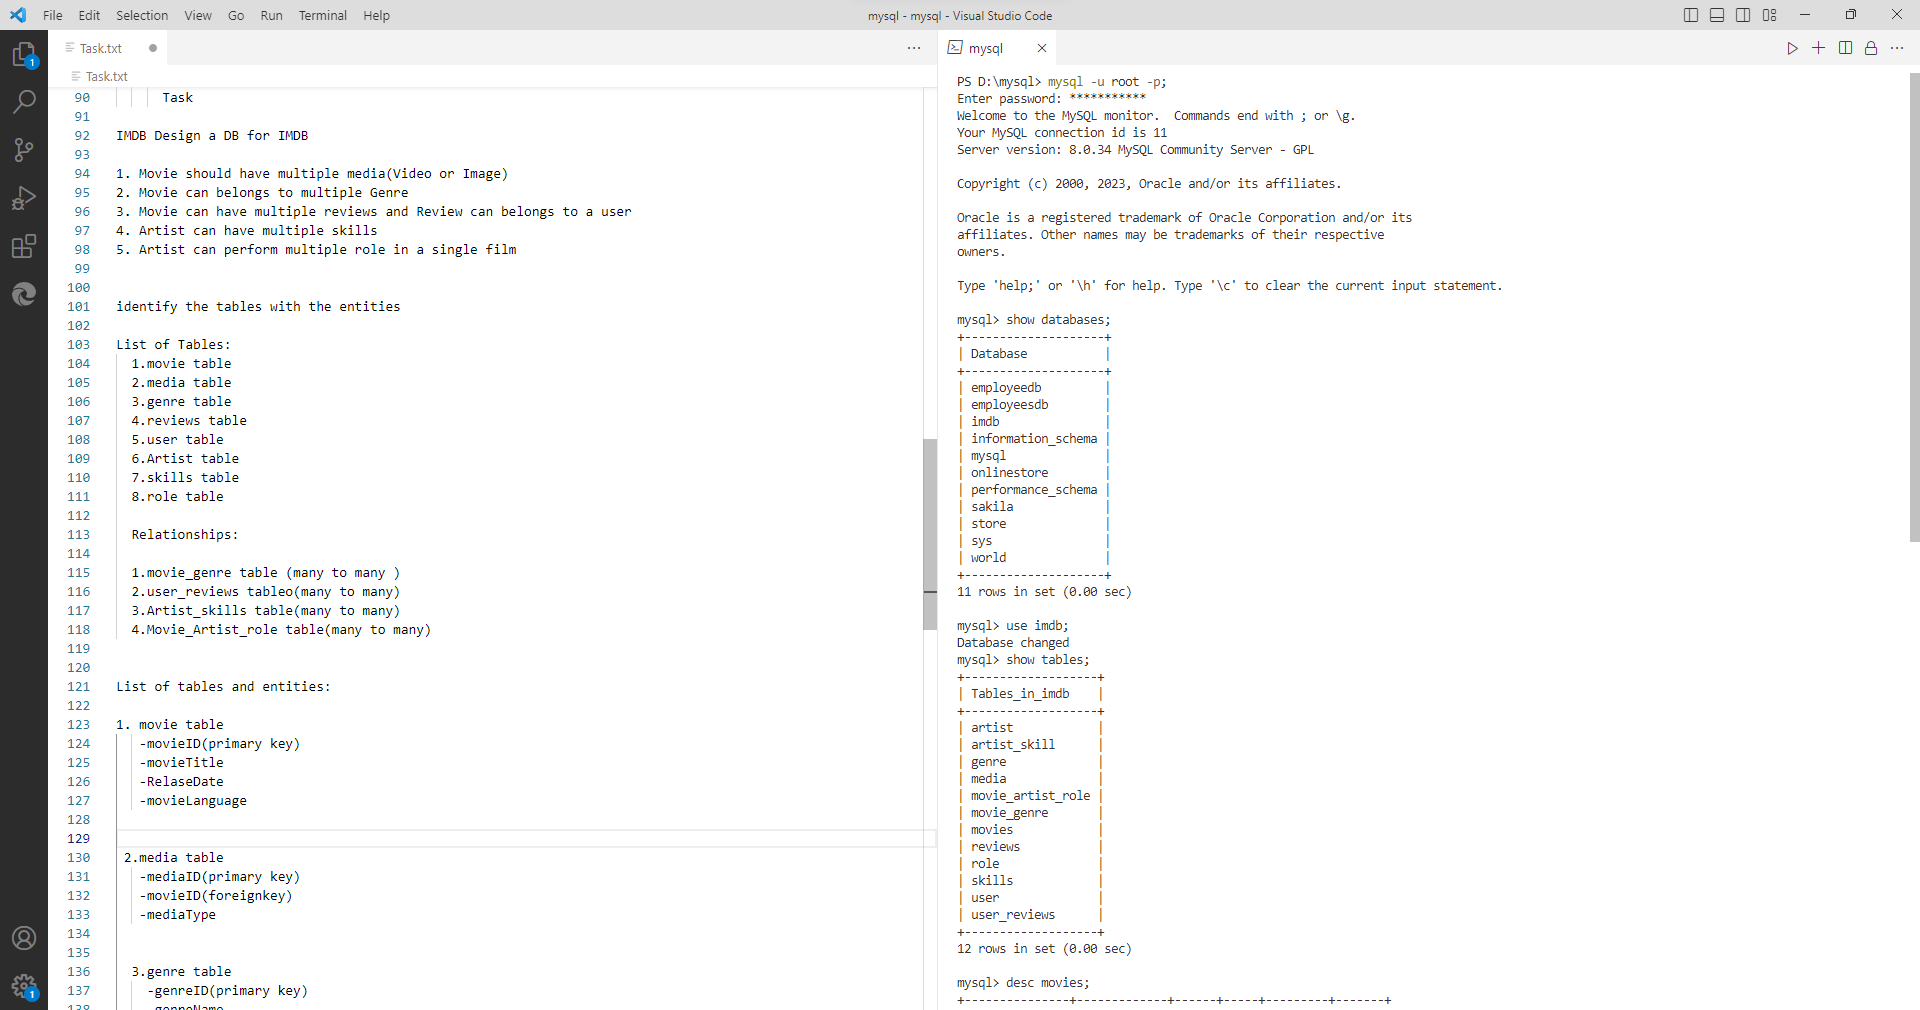 File Edit Selection View Go Run Terminal Help
mysql - mysql - Visual Studio Code
Task.txt
Task.txt
90 Task
91
92 IMDB Design a DB for IMDB
93
94 1. Movie should have multiple media(Video or Image)
95 2. Movie can belongs to multiple Genre
96 3. Movie can have multiple reviews and Review can belongs to a user
97 4. Artist can have multiple skills
98 5. Artist can perform multiple role in a single film
99
100
101 identify the tables with the entities
102
103 List of Tables:
104 1.movie table
105 2.media table
106 3.genre table
107 4.reviews table
108 5.user table
109 6.Artist table
110 7.skills table
111 8.role table
112
113 Relationships:
114
115 1.movie_genre table (many to many )
116 2.user_reviews tableo(many to many)
117 3.Artist_skills table(many to many)
118 4.Movie_Artist_role table(many to many)
119
120
121 List of tables and entities:
122
123 1. movie table
124 -movieID(primary key)
125 -movieTitle
126 -RelaseDate
127 -movieLanguage
128
129
130 2.media table
131 -mediaID(primary key)
132 -movieID(foreignkey)
133 -mediaType
134
135
136 3.genre table
137 -genreID(primary key)
138 -genreName
1
1
mysql
PS D:\mysql> mysql -u root -p;
Enter password: ***********
Welcome to the MySQL monitor.  Commands end with ; or \g.
Your MySQL connection id is 11
Server version: 8.0.34 MySQL Community Server - GPL
Copyright (c) 2000, 2023, Oracle and/or its affiliates.
Oracle is a registered trademark of Oracle Corporation and/or its
affiliates. Other names may be trademarks of their respective
owners.
Type 'help;' or '\h' for help. Type '\c' to clear the current input statement.
mysql> show databases;
+--------------------+
| Database           |
+--------------------+
| employeedb         |
| employeesdb        |
| imdb               |
| information_schema |
| mysql              |
| onlinestore        |
| performance_schema |
| sakila             |
| store              |
| sys                |
| world              |
+--------------------+
11 rows in set (0.00 sec)
mysql> use imdb;
Database changed
mysql> show tables;
+-------------------+
| Tables_in_imdb    |
+-------------------+
| artist            |
| artist_skill      |
| genre             |
| media             |
| movie_artist_role |
| movie_genre       |
| movies            |
| reviews           |
| role              |
| skills            |
| user              |
| user_reviews      |
+-------------------+
12 rows in set (0.00 sec)
mysql> desc movies;
+---------------+-------------+------+-----+---------+-------+